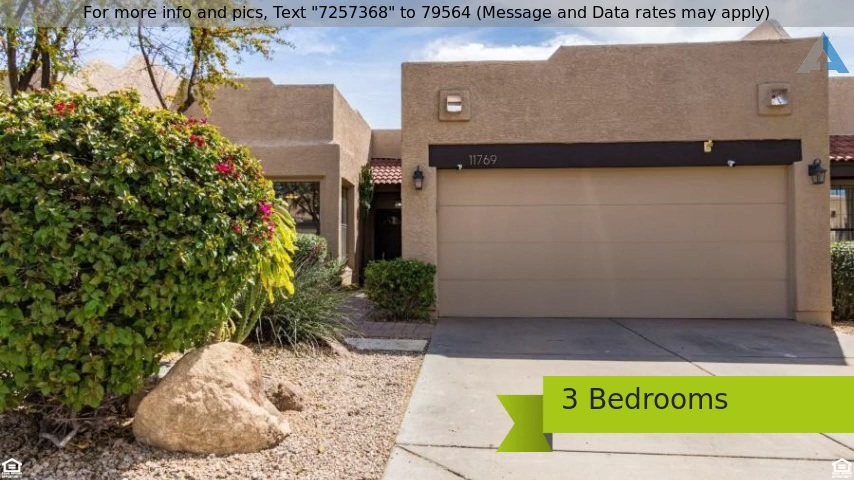 For more info and pics, Text "7257368" to 79564 (Message and Data rates may apply)
11769
3 Bedrooms